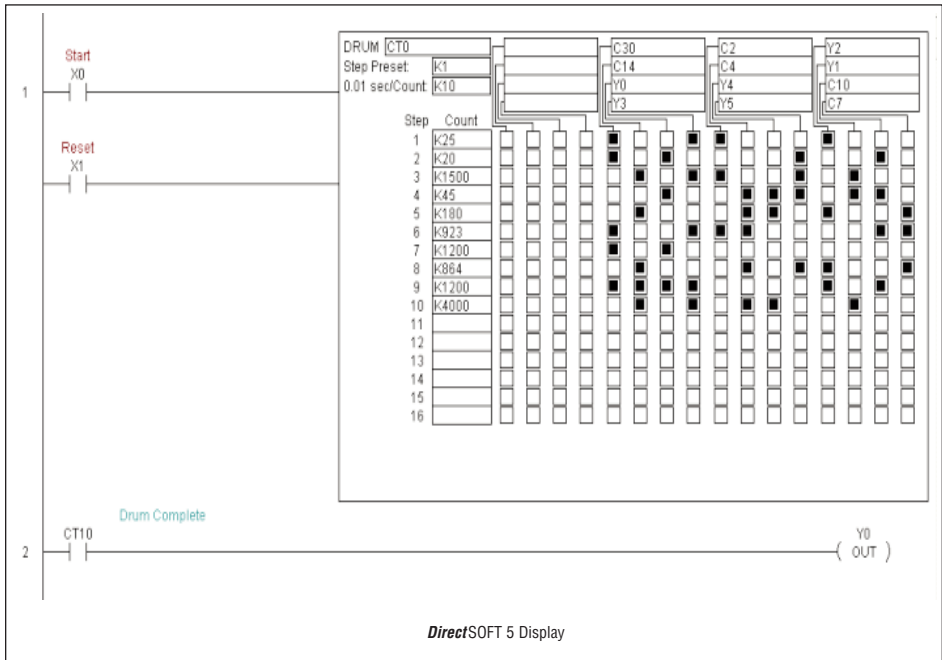 Start
X0
1
Reset
X1
DRUM CT0
Step Preset: K1
0.01 sec/Count: K10
C30
C14
Y0
Y3
C2
C4
Y4
Y5
Y2
Y1
C10
C7
Step Count
1 K25
2 K20
3 K1500
4 K45
5 K180
6 K923
7 K1200
8 K864
9 K1200
10 K4000
11
12
13
14
15
16
Drum Complete
CT10
2
Y0
OUT
DirectSOFT 5 Display